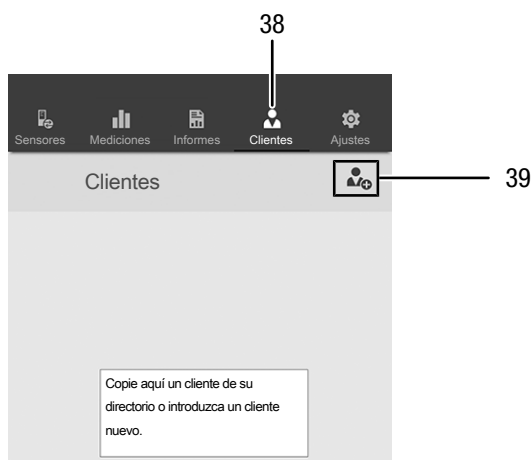 38
Sensores Mediciones Informes Clientes Ajustes
Clientes
39
Copie aquí un cliente de su
directorio o introduzca un cliente
nuevo.